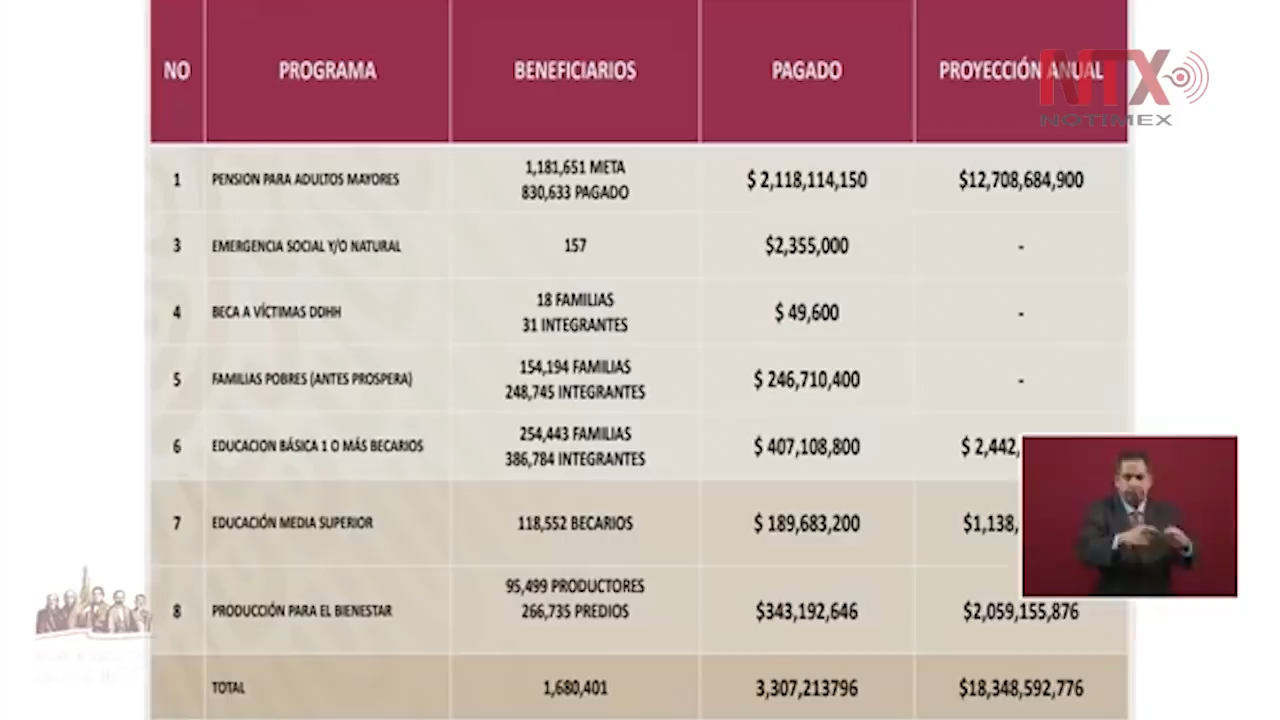 NO PROGRAMA BENEFICIARIOS PAGADO PROYECCIÓN ANUAL
NTX
NOTIMEX
1 PENSION PARA ADULTOS MAYORES 1,181,651 META $ 2,118,114,150 $12,708,684,900
830,633 PAGADO
3 EMERGENCIA SOCIAL Y/O NATURAL 157 $2,355,000 -
4 BECA A VÍCTIMAS DDHH 18 FAMILIAS $ 49,600 -
31 INTEGRANTES
5 FAMILIAS POBRES (ANTES PROSPERA) 154,194 FAMILIAS $ 246,710,400 -
248,745 INTEGRANTES
6 EDUCACION BÁSICA 1 O MÁS BECARIOS 254,443 FAMILIAS $ 407,108,800 $ 2,442,
386,784 INTEGRANTES
7 EDUCACIÓN MEDIA SUPERIOR 118,552 BECARIOS $ 189,683,200 $1,138,
8 PRODUCCIÓN PARA EL BIENESTAR 95,499 PRODUCTORES $343,192,646 $2,059,155,876
266,735 PREDIOS
TOTAL 1,680,401 3,307,213796 $18,348,592,776